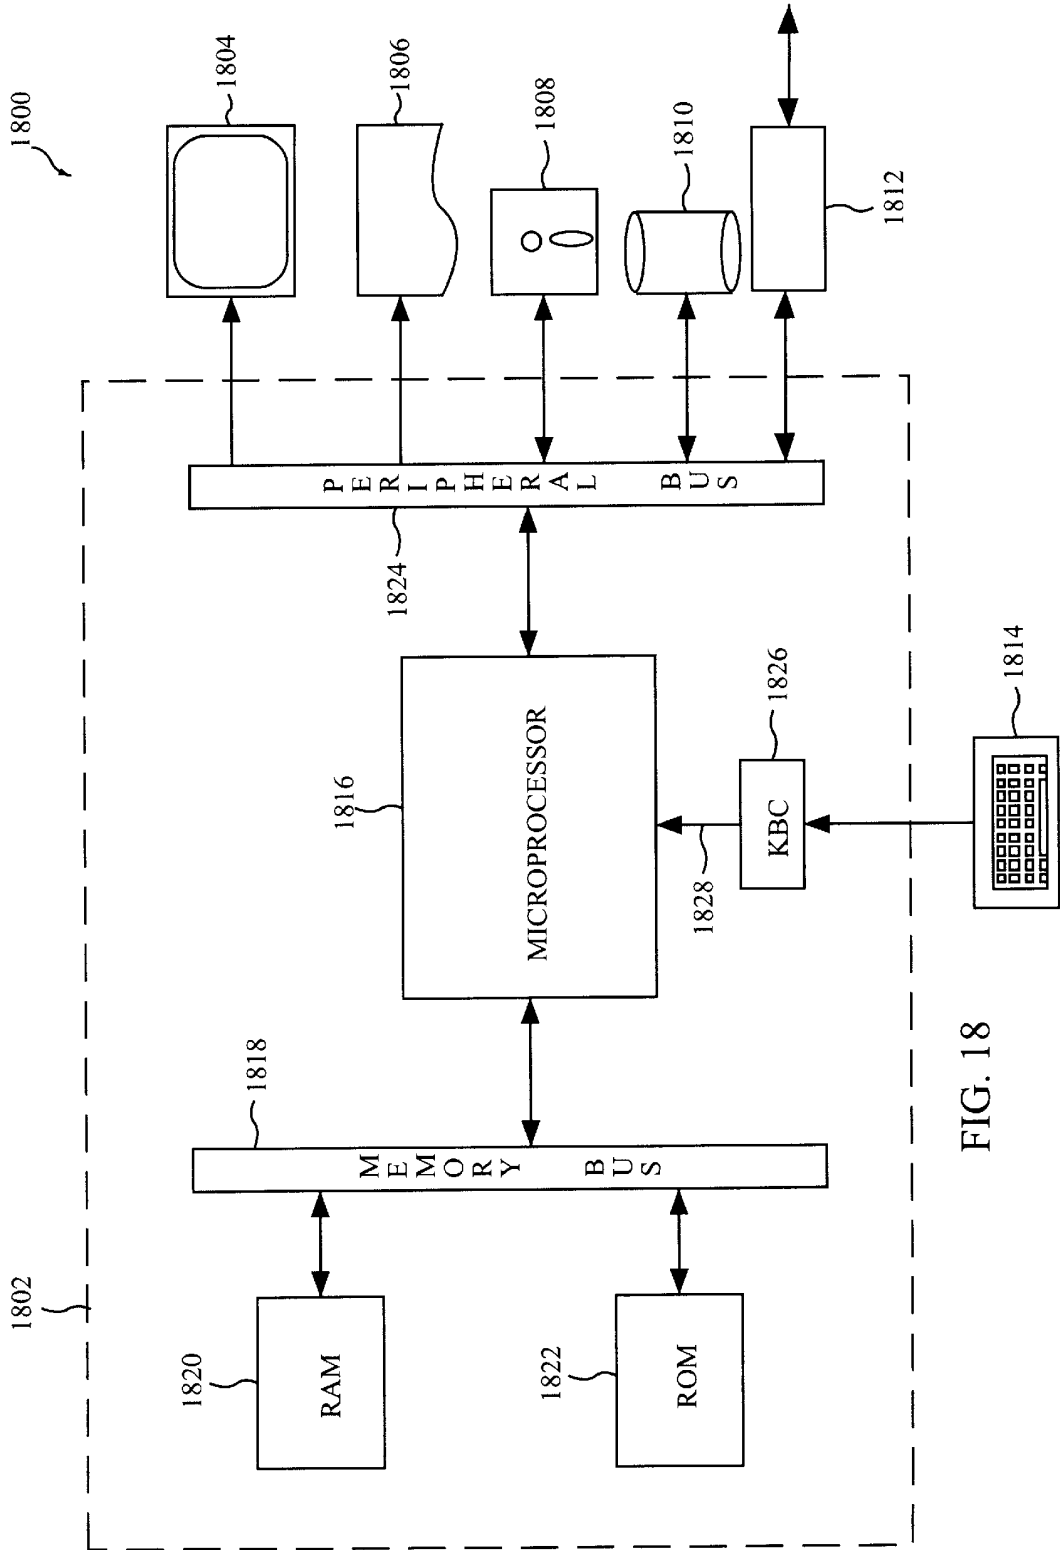 1800
1802
1804
1806
1808
1810
1812
1820
RAM
1822
ROM
1818
MEMORY BUS
1816
MICROPROCESSOR
1824
PERIPHERAL BUS
1828
KBC
1826
1814
FIG. 18